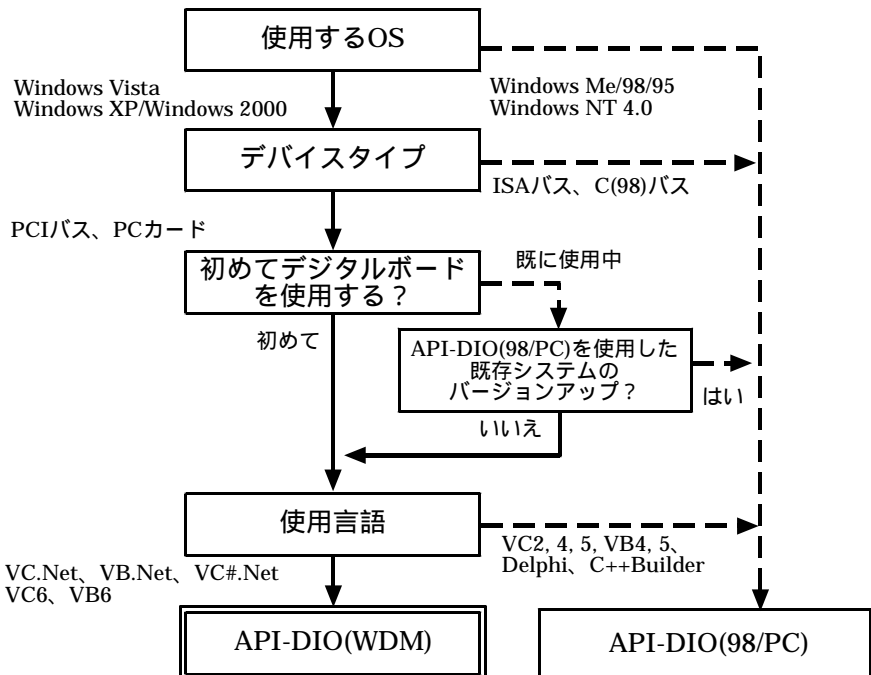 使用するOS
Windows Vista
Windows XP/Windows 2000
Windows Me/98/95
Windows NT 4.0
デバイスタイプ
ISAバス、C(98)バス
PCIバス、PCカード
初めてデジタルボード
を使用する？
既に使用中
初めて
API-DIO(98/PC)を使用した
既存システムの
バージョンアップ？
はい
いいえ
使用言語
VC2, 4, 5, VB4, 5、
Delphi、C++Builder
VC.Net、VB.Net、VC#.Net
VC6、VB6
API-DIO(WDM)
API-DIO(98/PC)